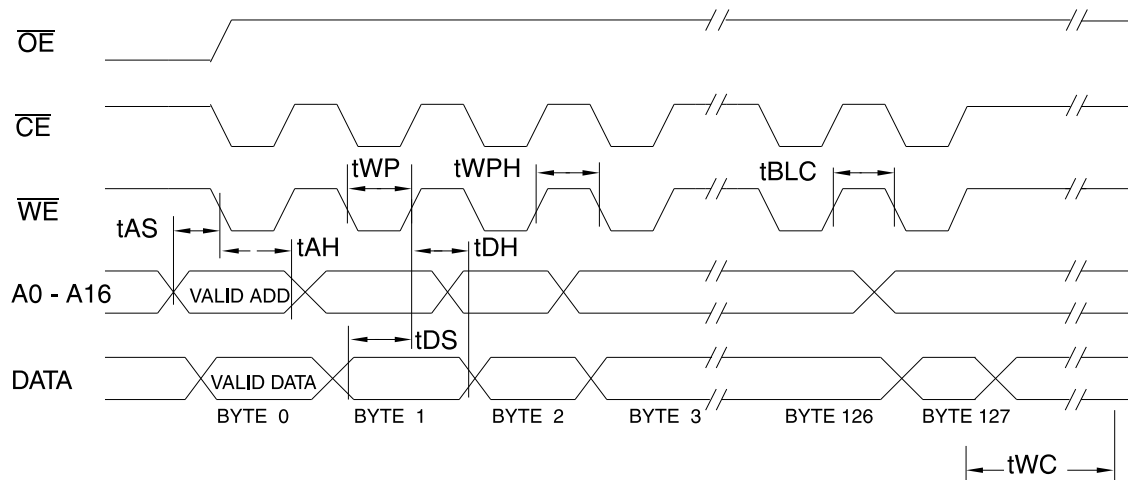 OE
CE
tWP tWPH tBLC
WE
tAS
tAH tDH
A0 - A16 VALID ADD
tDS
DATA VALID DATA
BYTE 0 BYTE 1 BYTE 2 BYTE 3 BYTE 126 BYTE 127
tWC